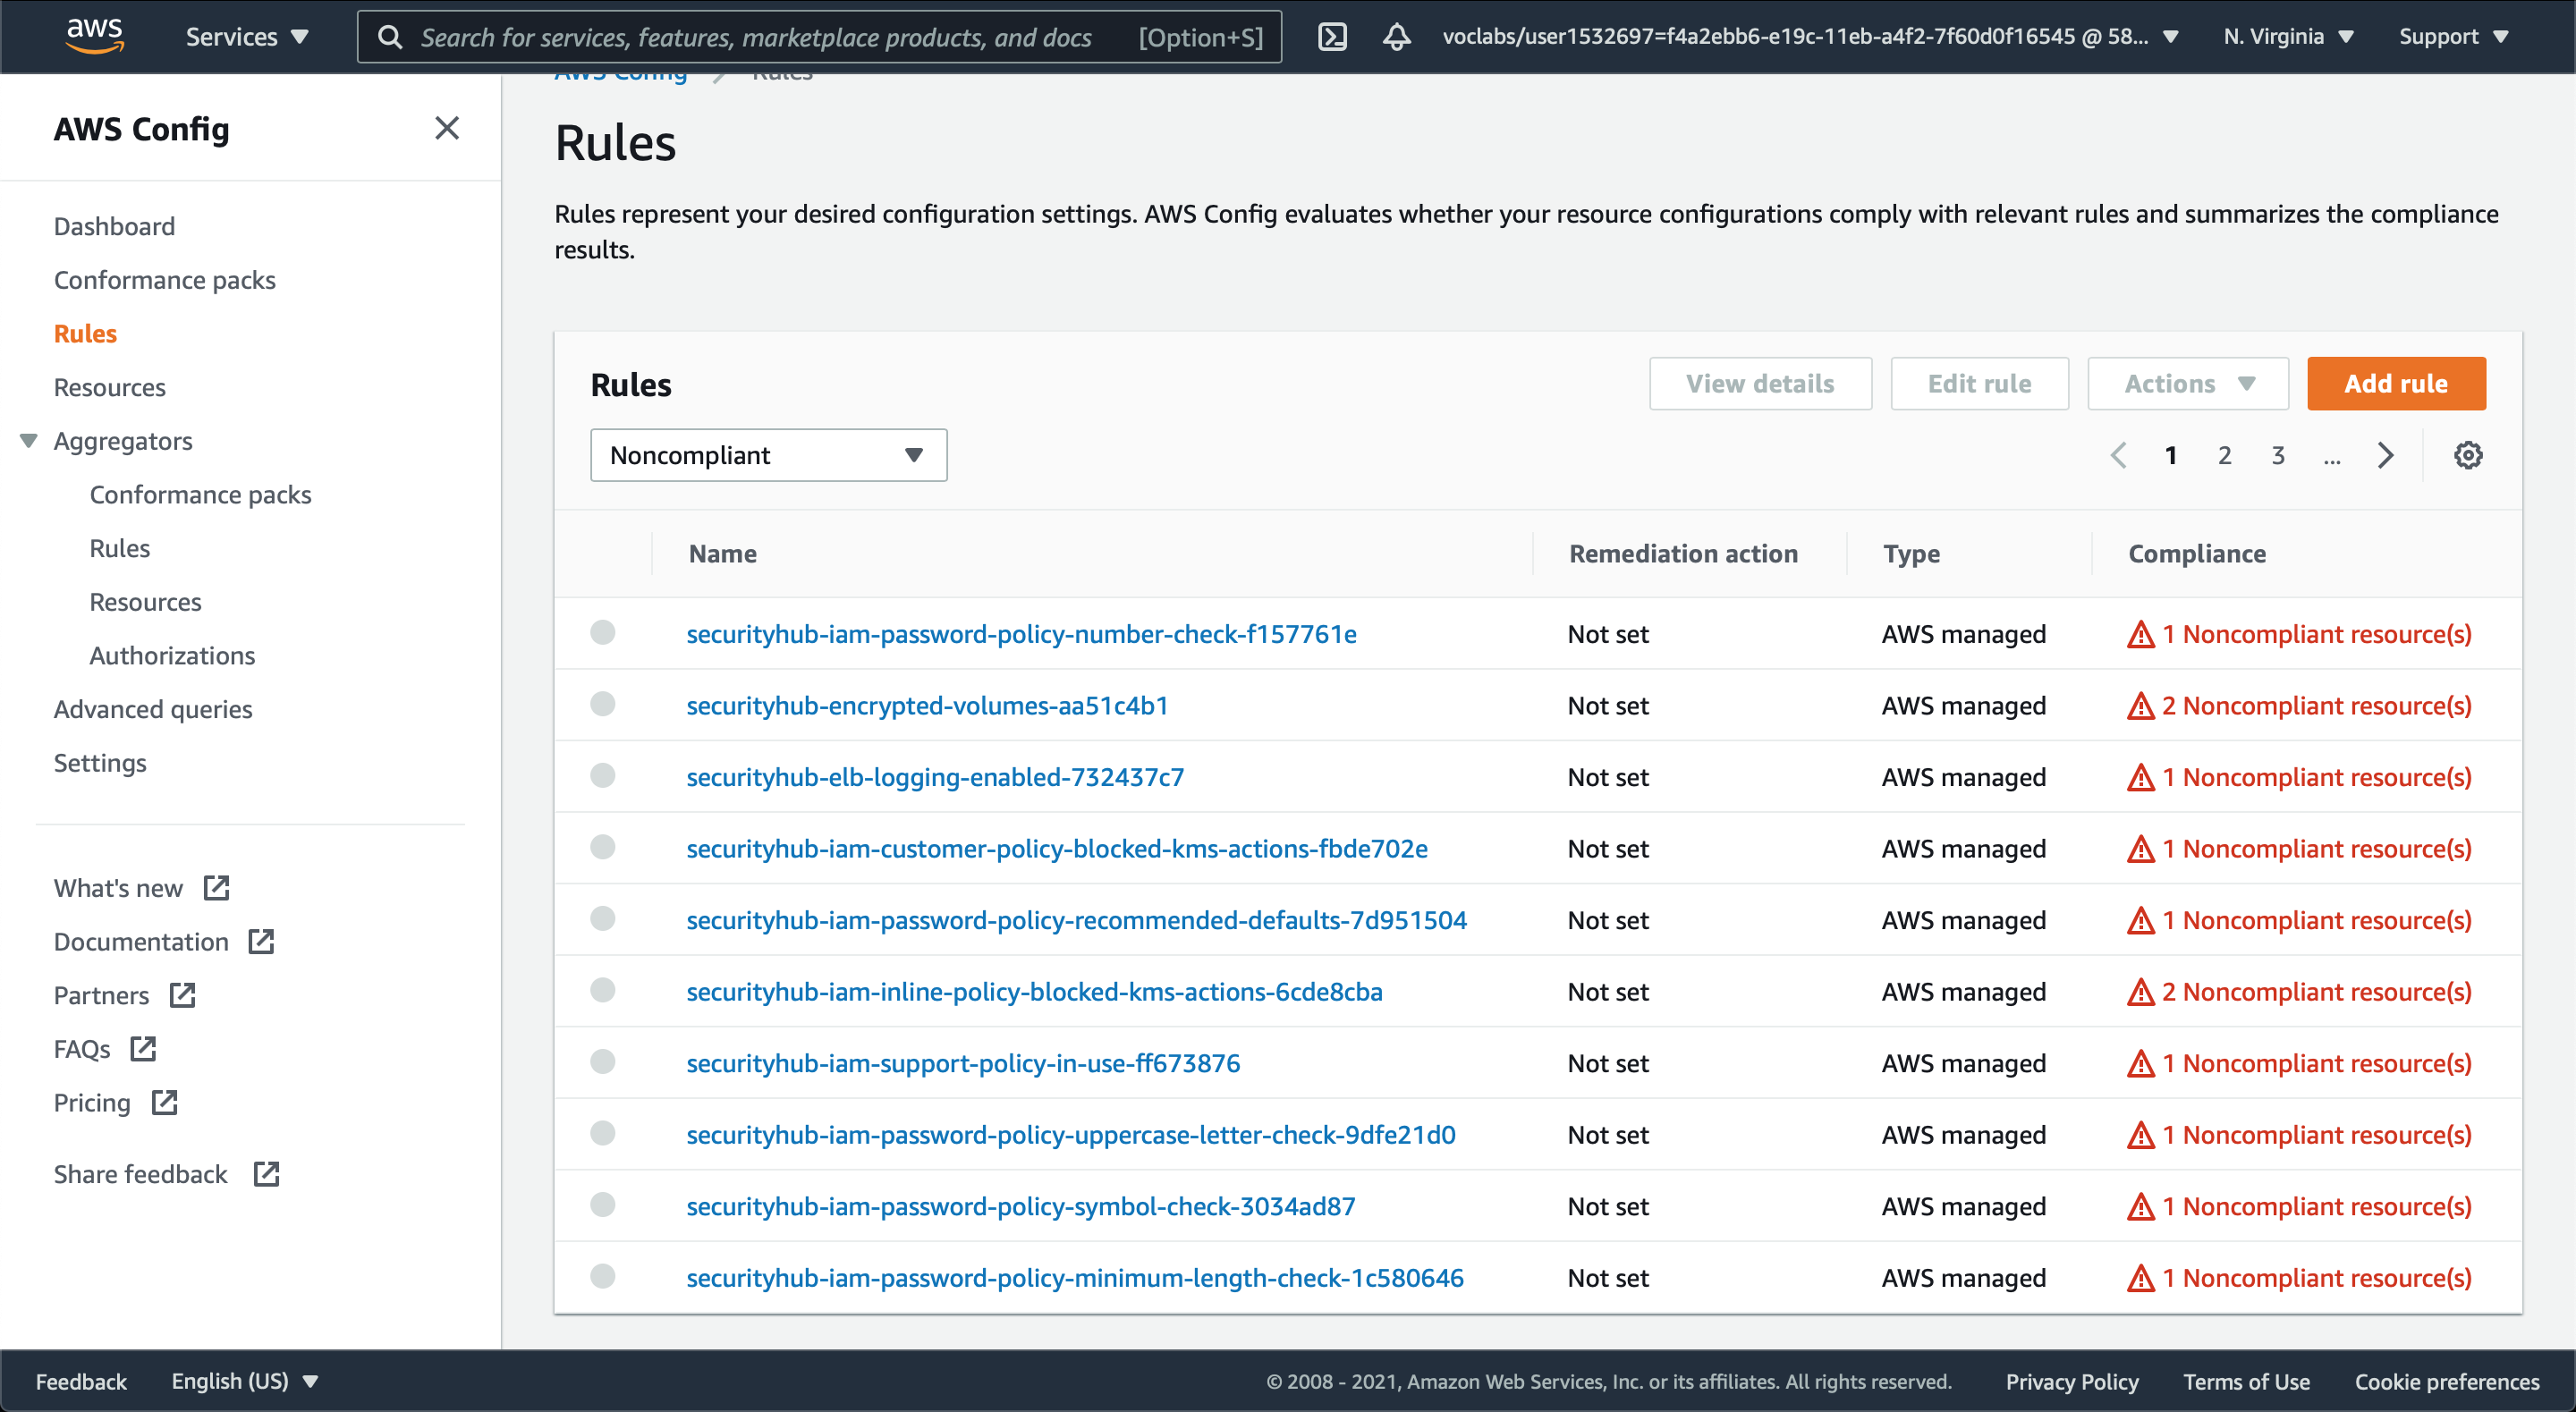 aws
Services
Search for services, features, marketplace products, and docs [Option+S]
voclabs/user1532697=f4a2ebb6-e19c-11eb-a4f2-7f60d0f16545 @ 58...
N. Virginia
Support
AWS Config
Dashboard
Conformance packs
Rules
Resources
Aggregators
Conformance packs
Rules
Resources
Authorizations
Advanced queries
Settings
What's new
Documentation
Partners
FAQs
Pricing
Share feedback
AWS Config Rules
Rules
Rules represent your desired configuration settings. AWS Config evaluates whether your resource configurations comply with relevant rules and summarizes the compliance
results.
Rules
View details
Edit rule
Actions
Add rule
Noncompliant
1 2 3 ...
Name Remediation action Type Compliance
securityhub-iam-password-policy-number-check-f157761e Not set AWS managed 1 Noncompliant resource(s)
securityhub-encrypted-volumes-aa51c4b1 Not set AWS managed 2 Noncompliant resource(s)
securityhub-elb-logging-enabled-732437c7 Not set AWS managed 1 Noncompliant resource(s)
securityhub-iam-customer-policy-blocked-kms-actions-fbde702e Not set AWS managed 1 Noncompliant resource(s)
securityhub-iam-password-policy-recommended-defaults-7d951504 Not set AWS managed 1 Noncompliant resource(s)
securityhub-iam-inline-policy-blocked-kms-actions-6cde8cba Not set AWS managed 2 Noncompliant resource(s)
securityhub-iam-support-policy-in-use-ff673876 Not set AWS managed 1 Noncompliant resource(s)
securityhub-iam-password-policy-uppercase-letter-check-9dfe21d0 Not set AWS managed 1 Noncompliant resource(s)
securityhub-iam-password-policy-symbol-check-3034ad87 Not set AWS managed 1 Noncompliant resource(s)
securityhub-iam-password-policy-minimum-length-check-1c580646 Not set AWS managed 1 Noncompliant resource(s)
Feedback
English (US)
© 2008 - 2021, Amazon Web Services, Inc. or its affiliates. All rights reserved.
Privacy Policy
Terms of Use
Cookie preferences